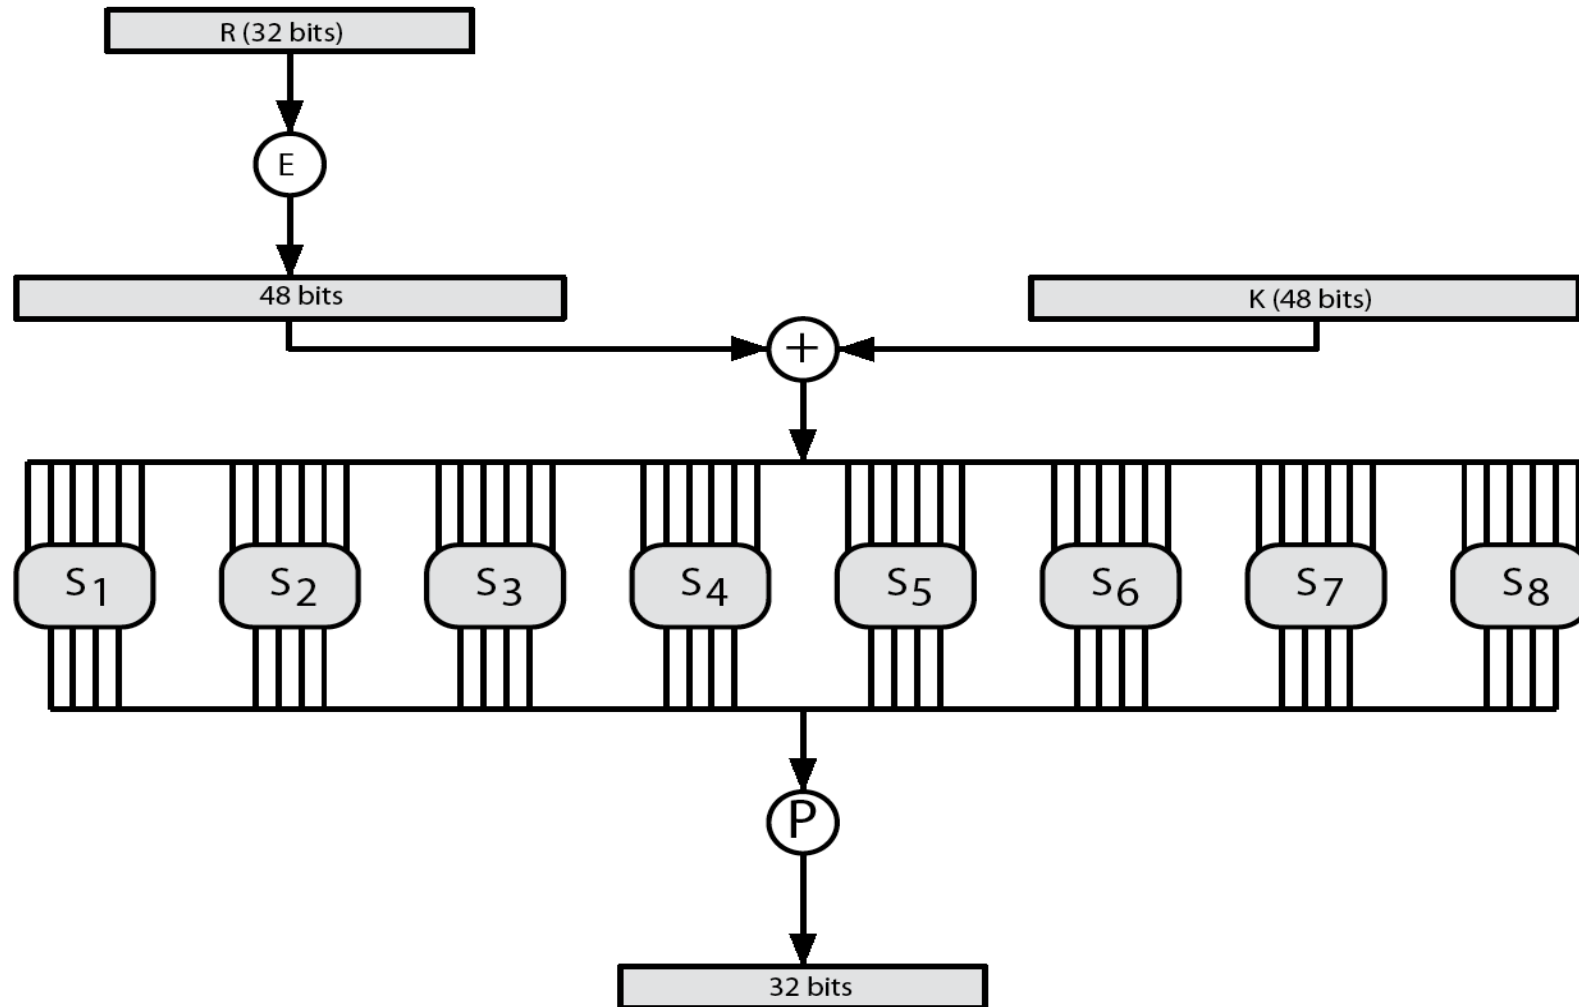 R (32 bits)
E
48 bits
K (48 bits)
+
S1 S2 S3 S4 S5 S6 S7 S8
P
32 bits